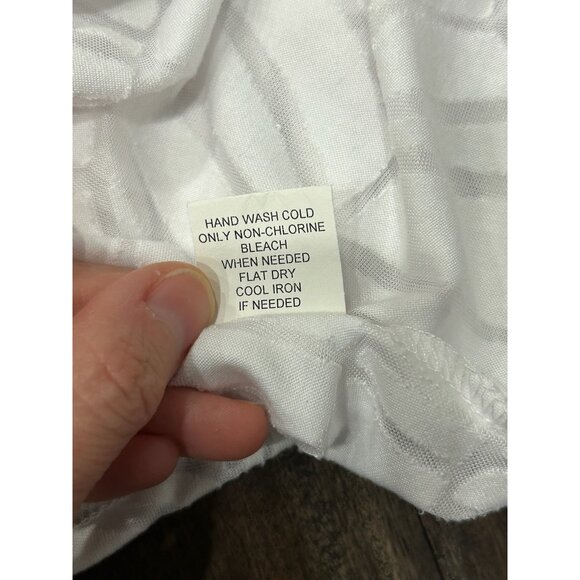 HAND WASH COLD
ONLY NON-CHLORINE
BLEACH
WHEN NEEDED
FLAT DRY
COOL IRON
IF NEEDED